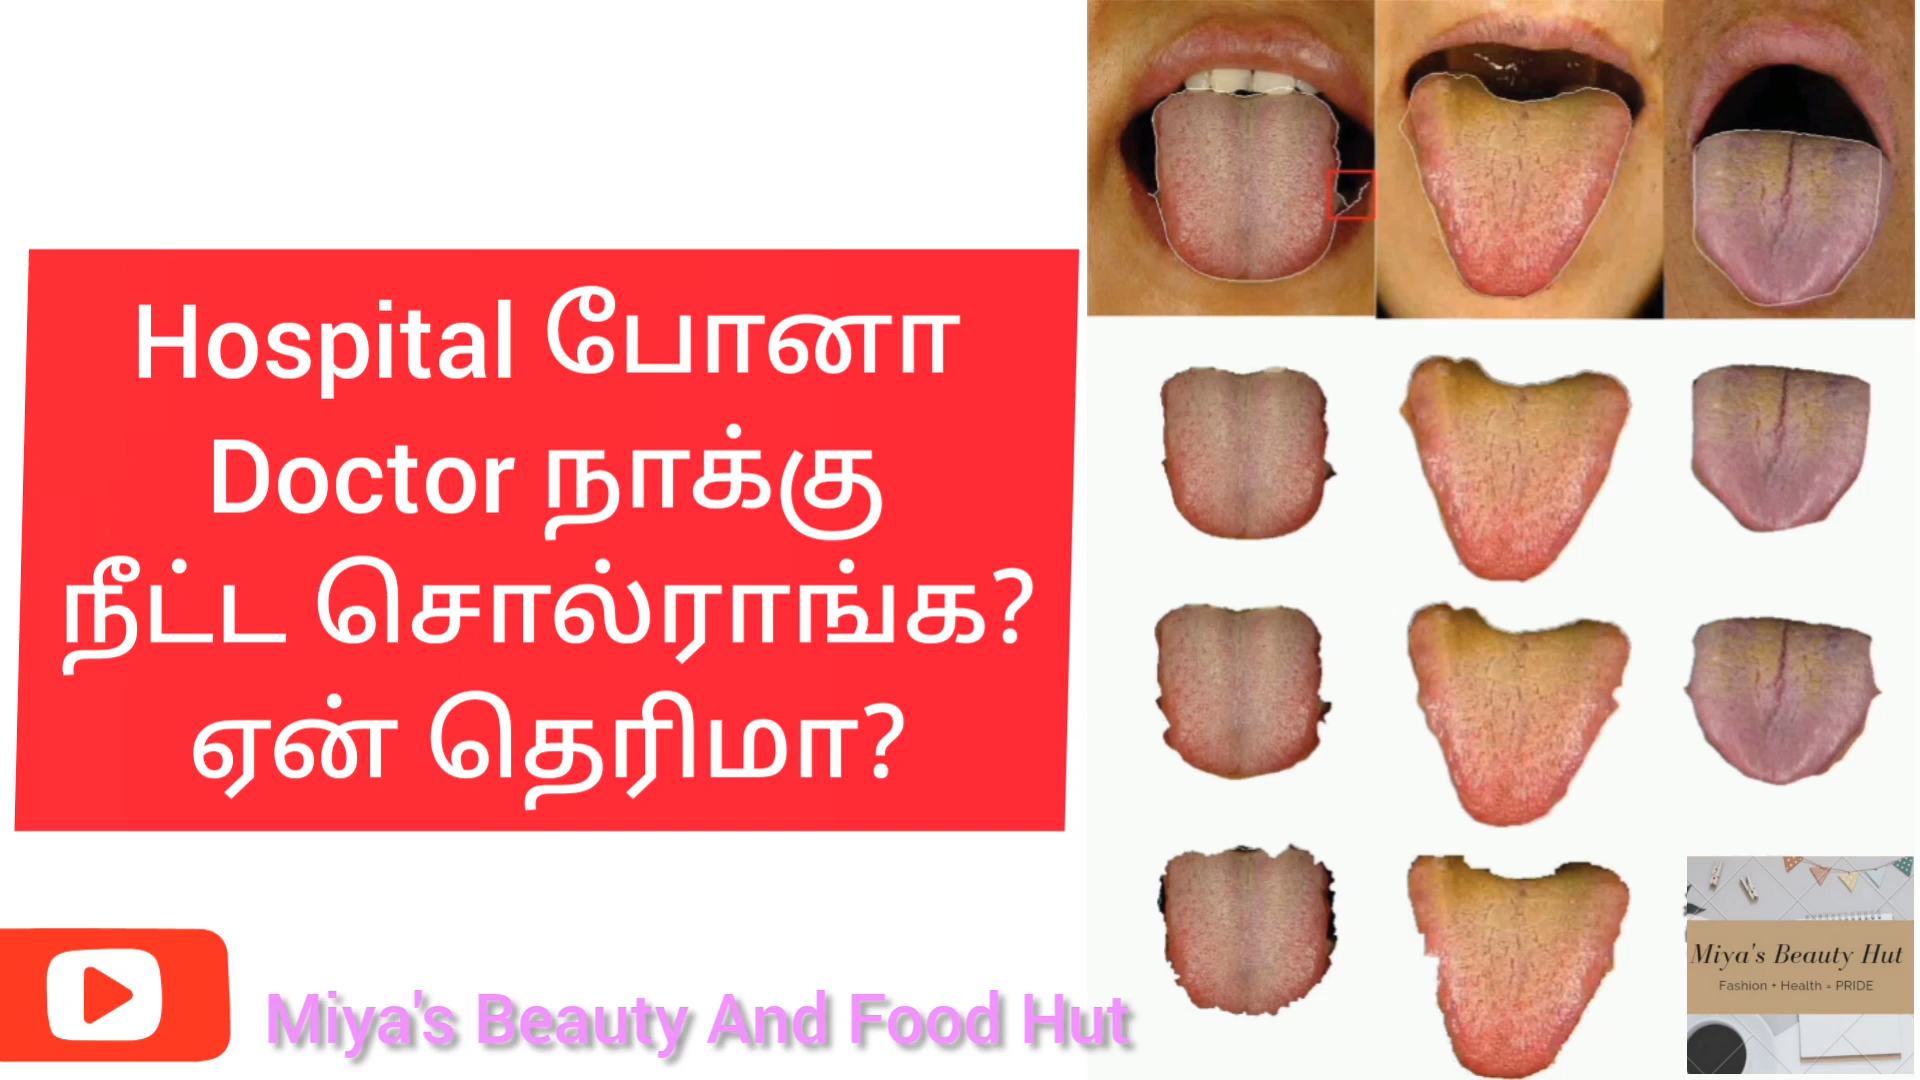 Hospital போனா
Doctor நாக்கு
நீட்ட சொல்ராங்க?
ஏன் தெரிமா?
Miya's Beauty And Food Hut
Miya's Beauty Hut
Fashion + Health = PRIDE